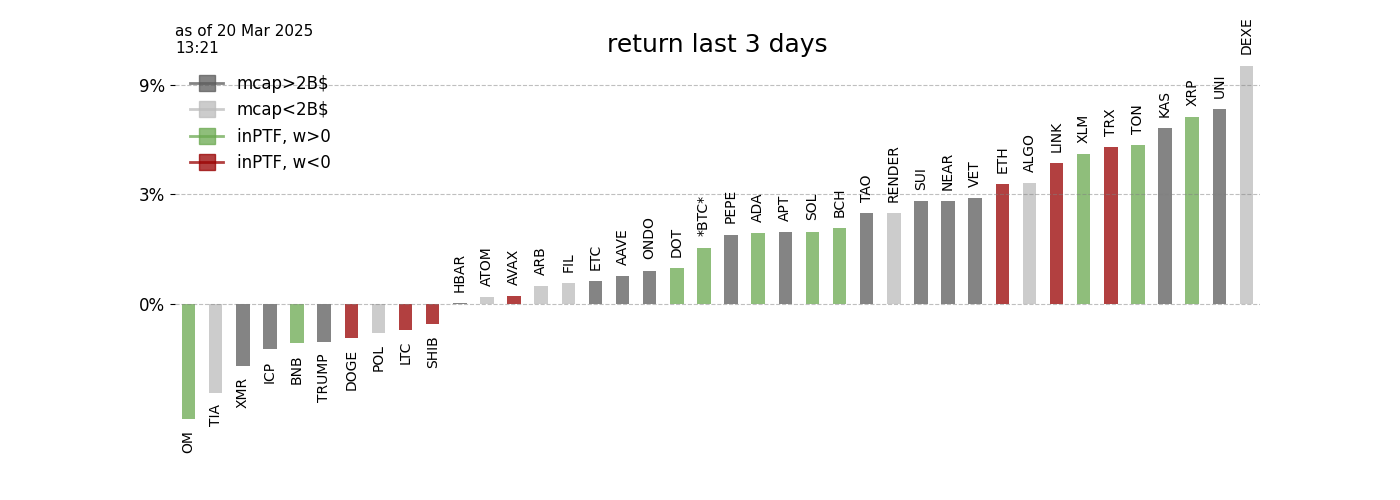 as of 20 Mar 2025
13:21
return last 3 days
mcap>2B$
mcap<2B$
inPTF, w>0
inPTF, w<0
9%
3%
0%
OM
TIA
XMR
ICP
BNB
TRUMP
DOGE
POL
LTC
SHIB
HBAR
ATOM
AVAX
ARB
FIL
ETC
AAVE
ONDO
DOT
*BTC*
PEPE
ADA
APT
SOL
BCH
TAO
RENDER
SUI
NEAR
VET
ETH
ALGO
LINK
XLM
TRX
TON
KAS
XRP
UNI
DEXE